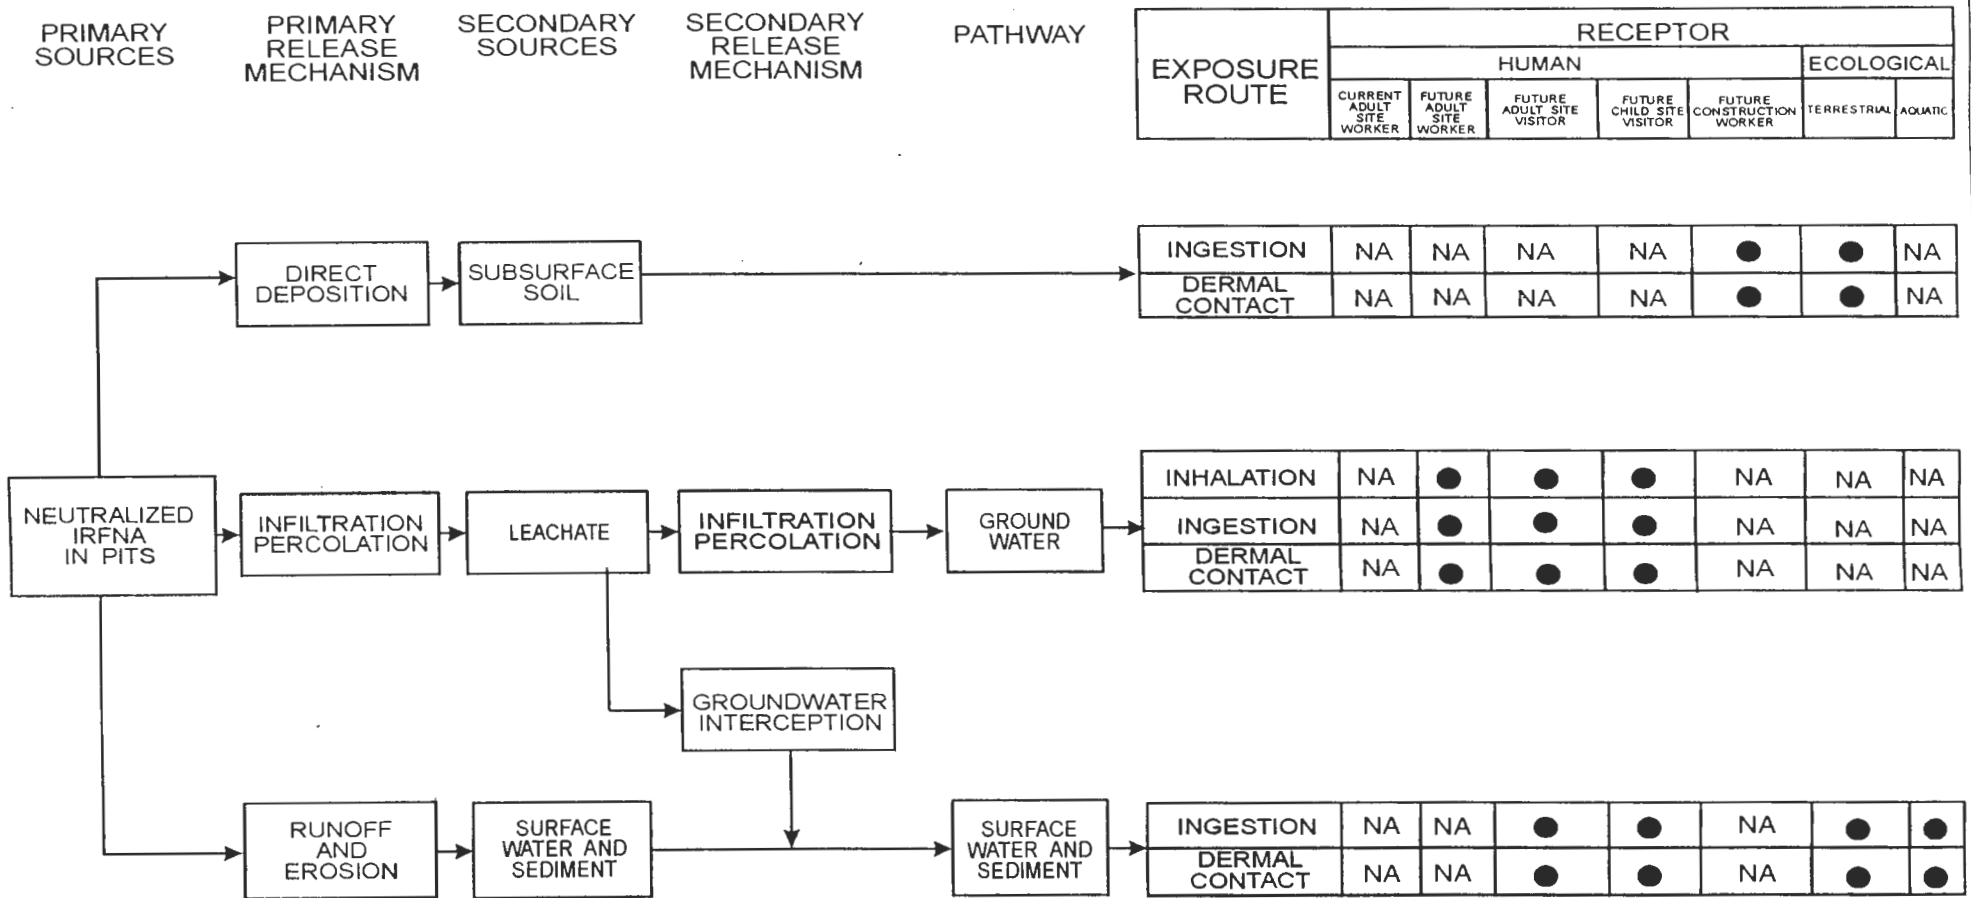 PRIMARY
SOURCES
PRIMARY
RELEASE
MECHANISM
SECONDARY
SOURCES
SECONDARY
RELEASE
MECHANISM
PATHWAY
EXPOSURE
ROUTE
RECEPTOR
HUMAN
ECOLOGICAL
CURRENT
ADULT
SITE
WORKER
FUTURE
ADULT
SITE
WORKER
FUTURE
ADULT SITE
VISITOR
FUTURE
CHILD SITE
VISITOR
FUTURE
CONSTRUCTION
WORKER
TERRESTRIAL
AQUATIC
DIRECT
DEPOSITION
SUBSURFACE
SOIL
INGESTION NA NA NA NA ● ● NA
DERMAL
CONTACT NA NA NA NA ● ● NA
NEUTRALIZED
IRFNA
IN PITS
INFILTRATION
PERCOLATION
LEACHATE
INFILTRATION
PERCOLATION
GROUND
WATER
INHALATION NA ● ● ● NA NA NA
INGESTION NA ● ● ● NA NA NA
DERMAL
CONTACT NA ● ● ● NA NA NA
GROUNDWATER
INTERCEPTION
RUNOFF
AND
EROSION
SURFACE
WATER AND
SEDIMENT
SURFACE
WATER AND
SEDIMENT
INGESTION NA NA ● ● NA ● ●
DERMAL
CONTACT NA NA ● ● NA ● ●